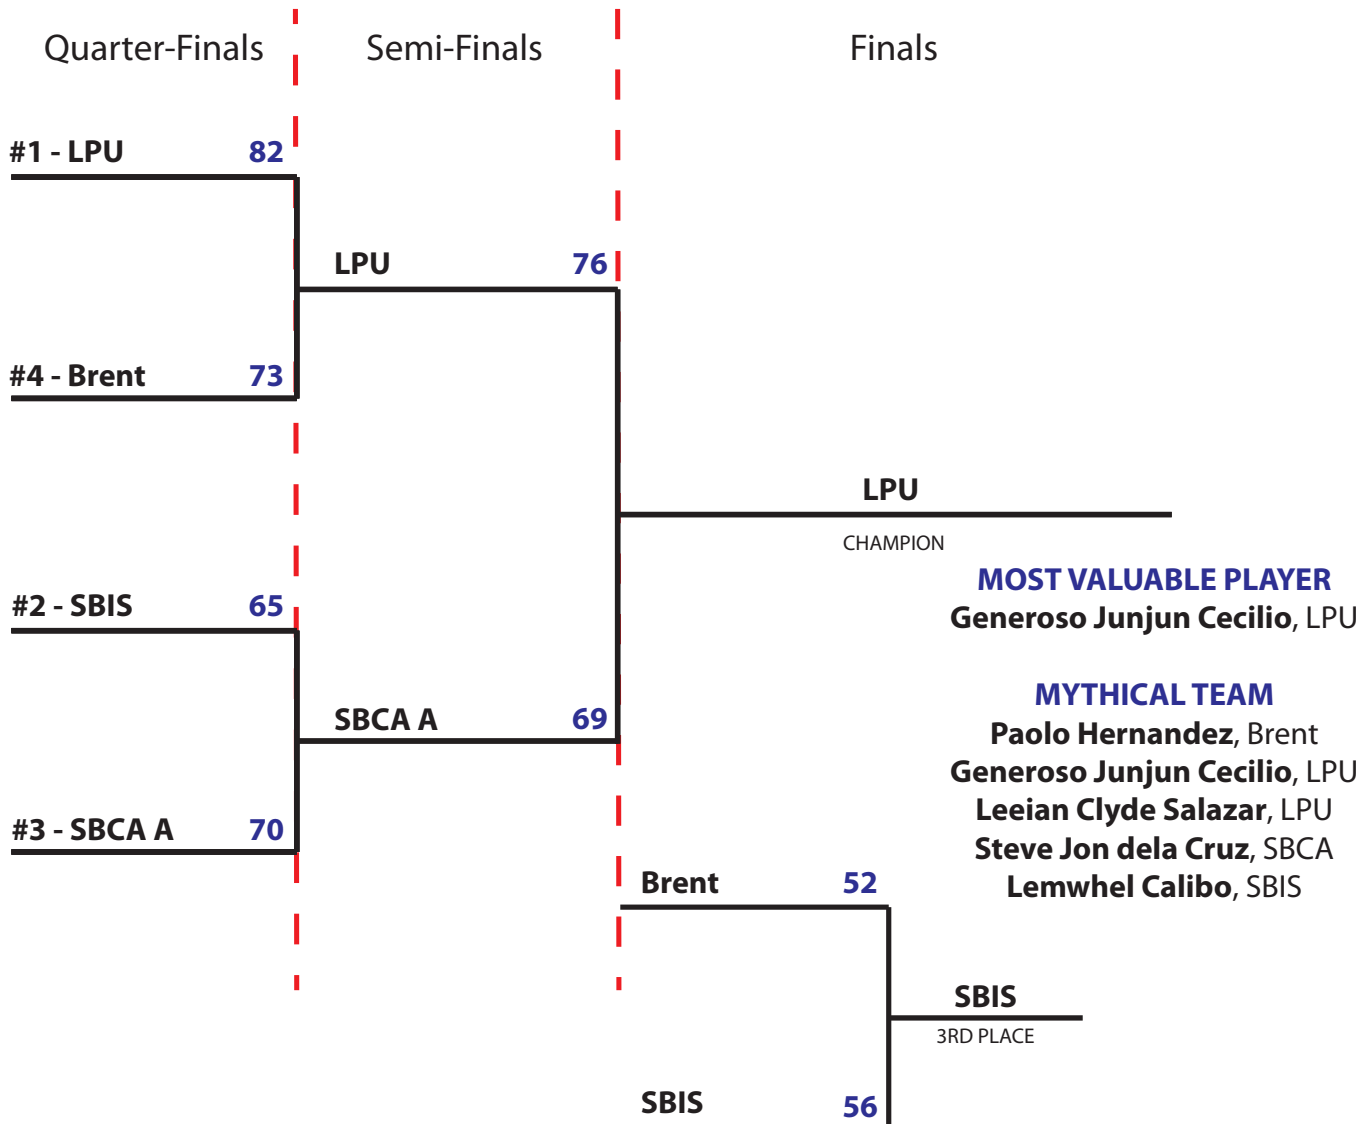 Quarter-Finals
Semi-Finals
Finals
#1 - LPU 82
LPU 76
#4 - Brent 73
LPU
CHAMPION
MOST VALUABLE PLAYER
#2 - SBIS 65
Generoso Junjun Cecilio, LPU
MYTHICAL TEAM
SBCA A 69
Paolo Hernandez, Brent
Generoso Junjun Cecilio, LPU
Leeian Clyde Salazar, LPU
#3 - SBCA A 70
Steve Jon dela Cruz, SBCA
Lemwhel Calibo, SBIS
Brent 52
SBIS
3RD PLACE
SBIS 56